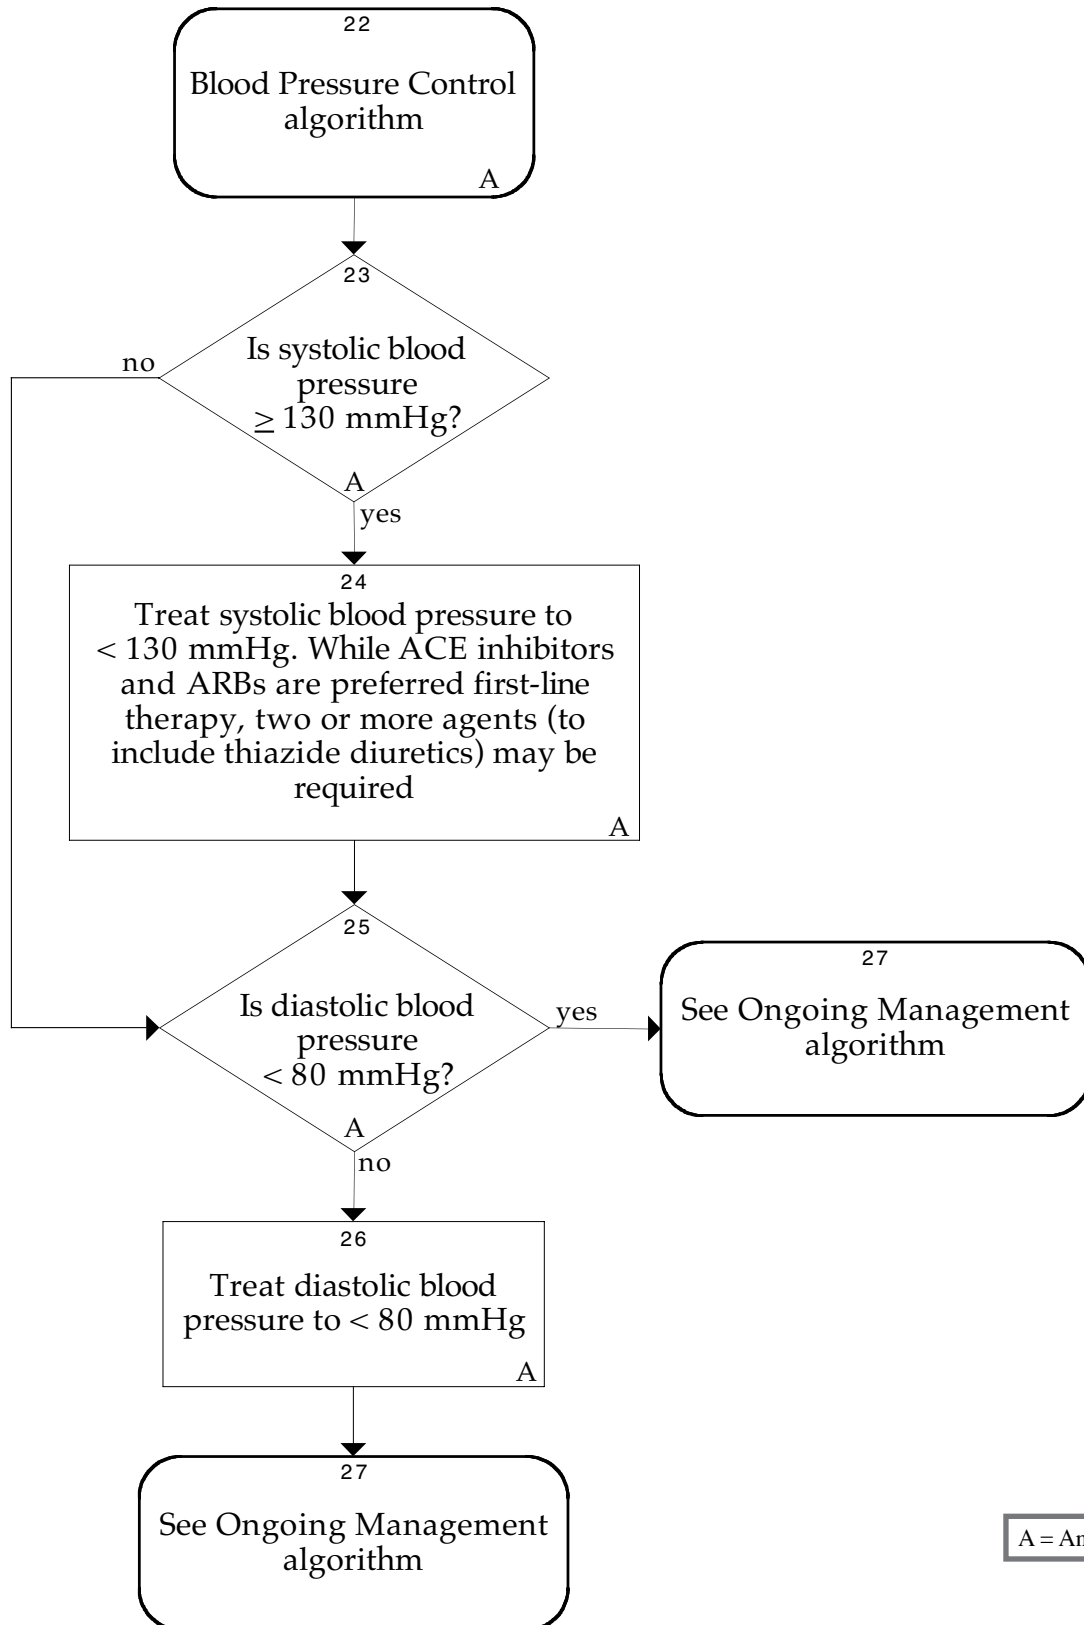 22
Blood Pressure Control
algorithm
A
23
Is systolic blood
pressure
≥ 130 mmHg?
A
no
yes
24
Treat systolic blood pressure to
< 130 mmHg. While ACE inhibitors
and ARBs are preferred first-line
therapy, two or more agents (to
include thiazide diuretics) may be
required
A
25
Is diastolic blood
pressure
< 80 mmHg?
A
yes
27
See Ongoing Management
algorithm
no
26
Treat diastolic blood
pressure to < 80 mmHg
A
27
See Ongoing Management
algorithm
A =